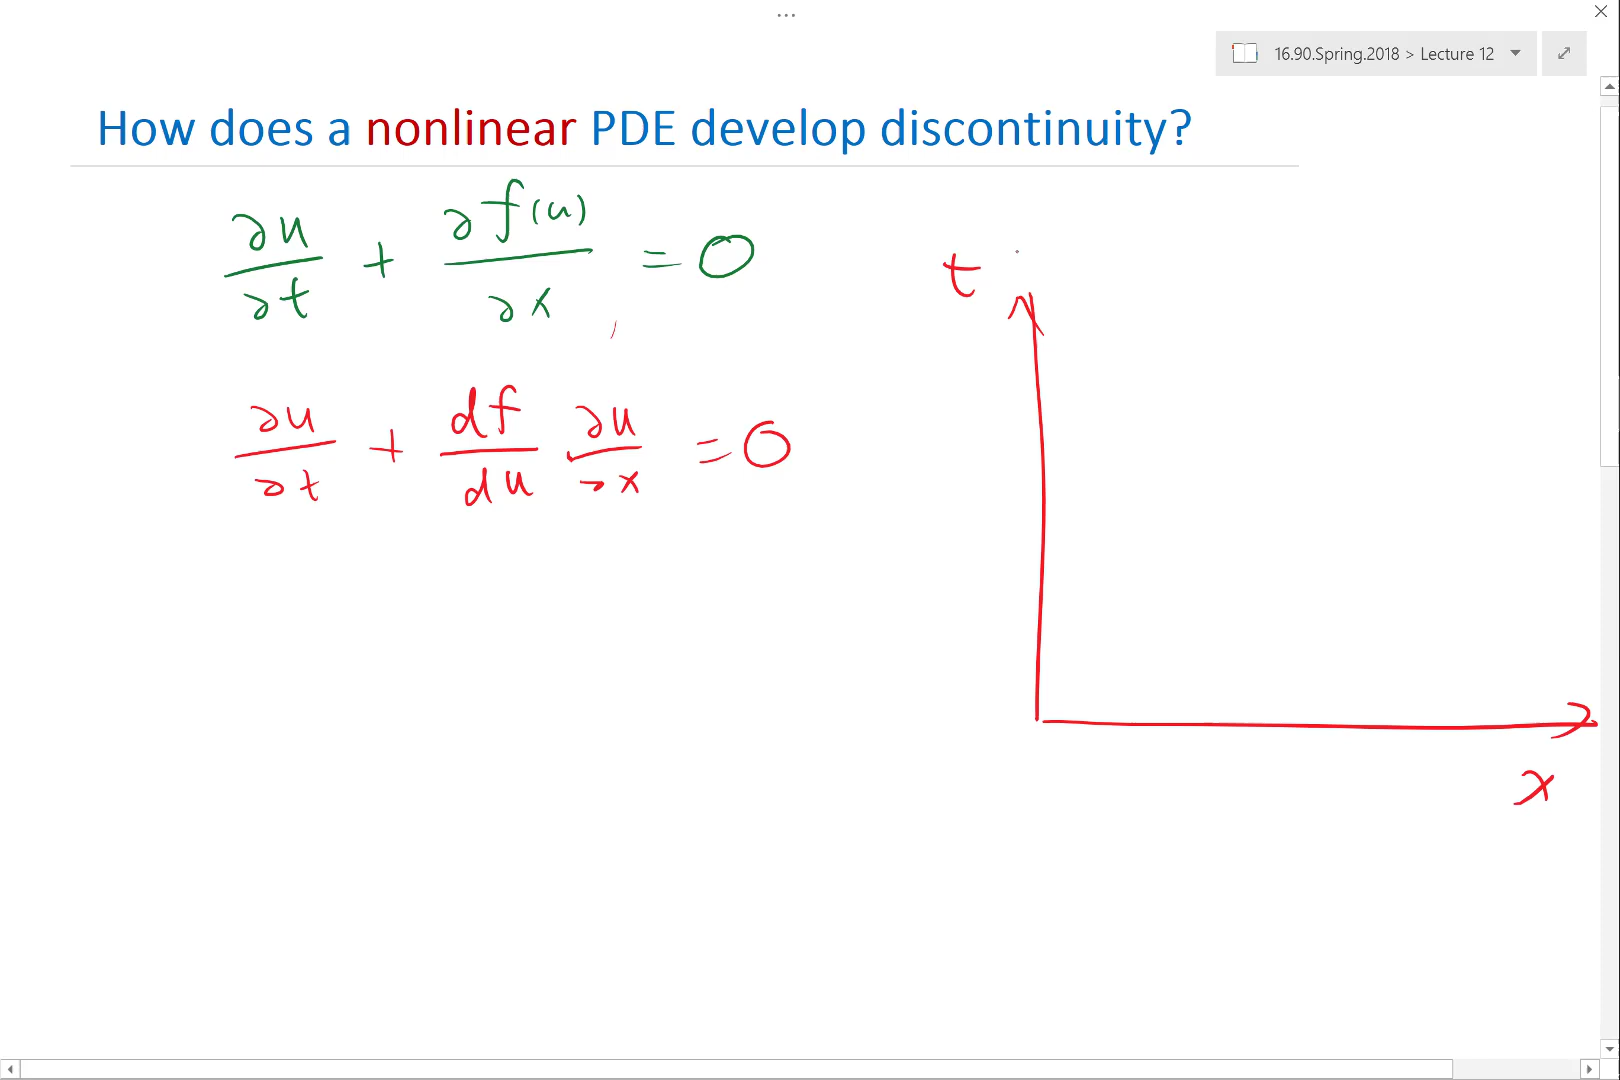 16.90.Spring.2018 > Lecture 12
How does a nonlinear PDE develop discontinuity?
∂u/∂t + ∂f(u)/∂x = 0
∂u/∂t + df/du ∂u/∂x = 0
t
x